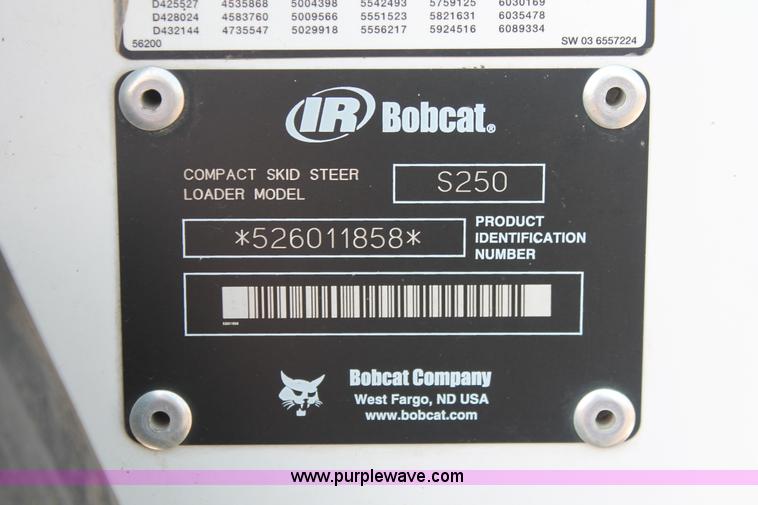 D425527 4535868 5004398 5542493 5759125 6030169
D428024 4583760 5009566 5551523 5821631 6035478
D432144 4735547 5029918 5556217 5924516 6089334
56200 SW 03 6557224
IR Bobcat®
COMPACT SKID STEER
LOADER MODEL
S250
*526011858*
PRODUCT
IDENTIFICATION
NUMBER
Bobcat Company
West Fargo, ND USA
www.bobcat.com
www.purplewave.com